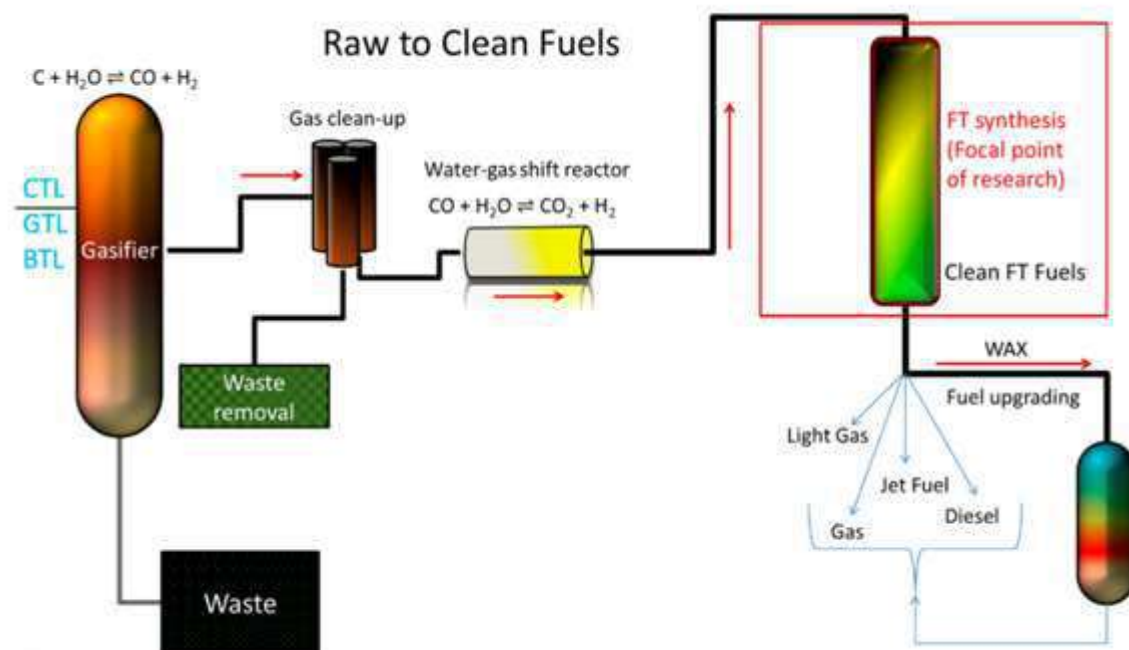 Raw to Clean Fuels
C + H₂O ⇌ CO + H₂
CTL
GTL
BTL
Gasifier
Gas clean-up
Waste
removal
Waste
Water-gas shift reactor
CO + H₂O ⇌ CO₂ + H₂
FT synthesis
(Focal point
of research)
Clean FT Fuels
WAX
Fuel upgrading
Light Gas
Jet Fuel
Diesel
Gas